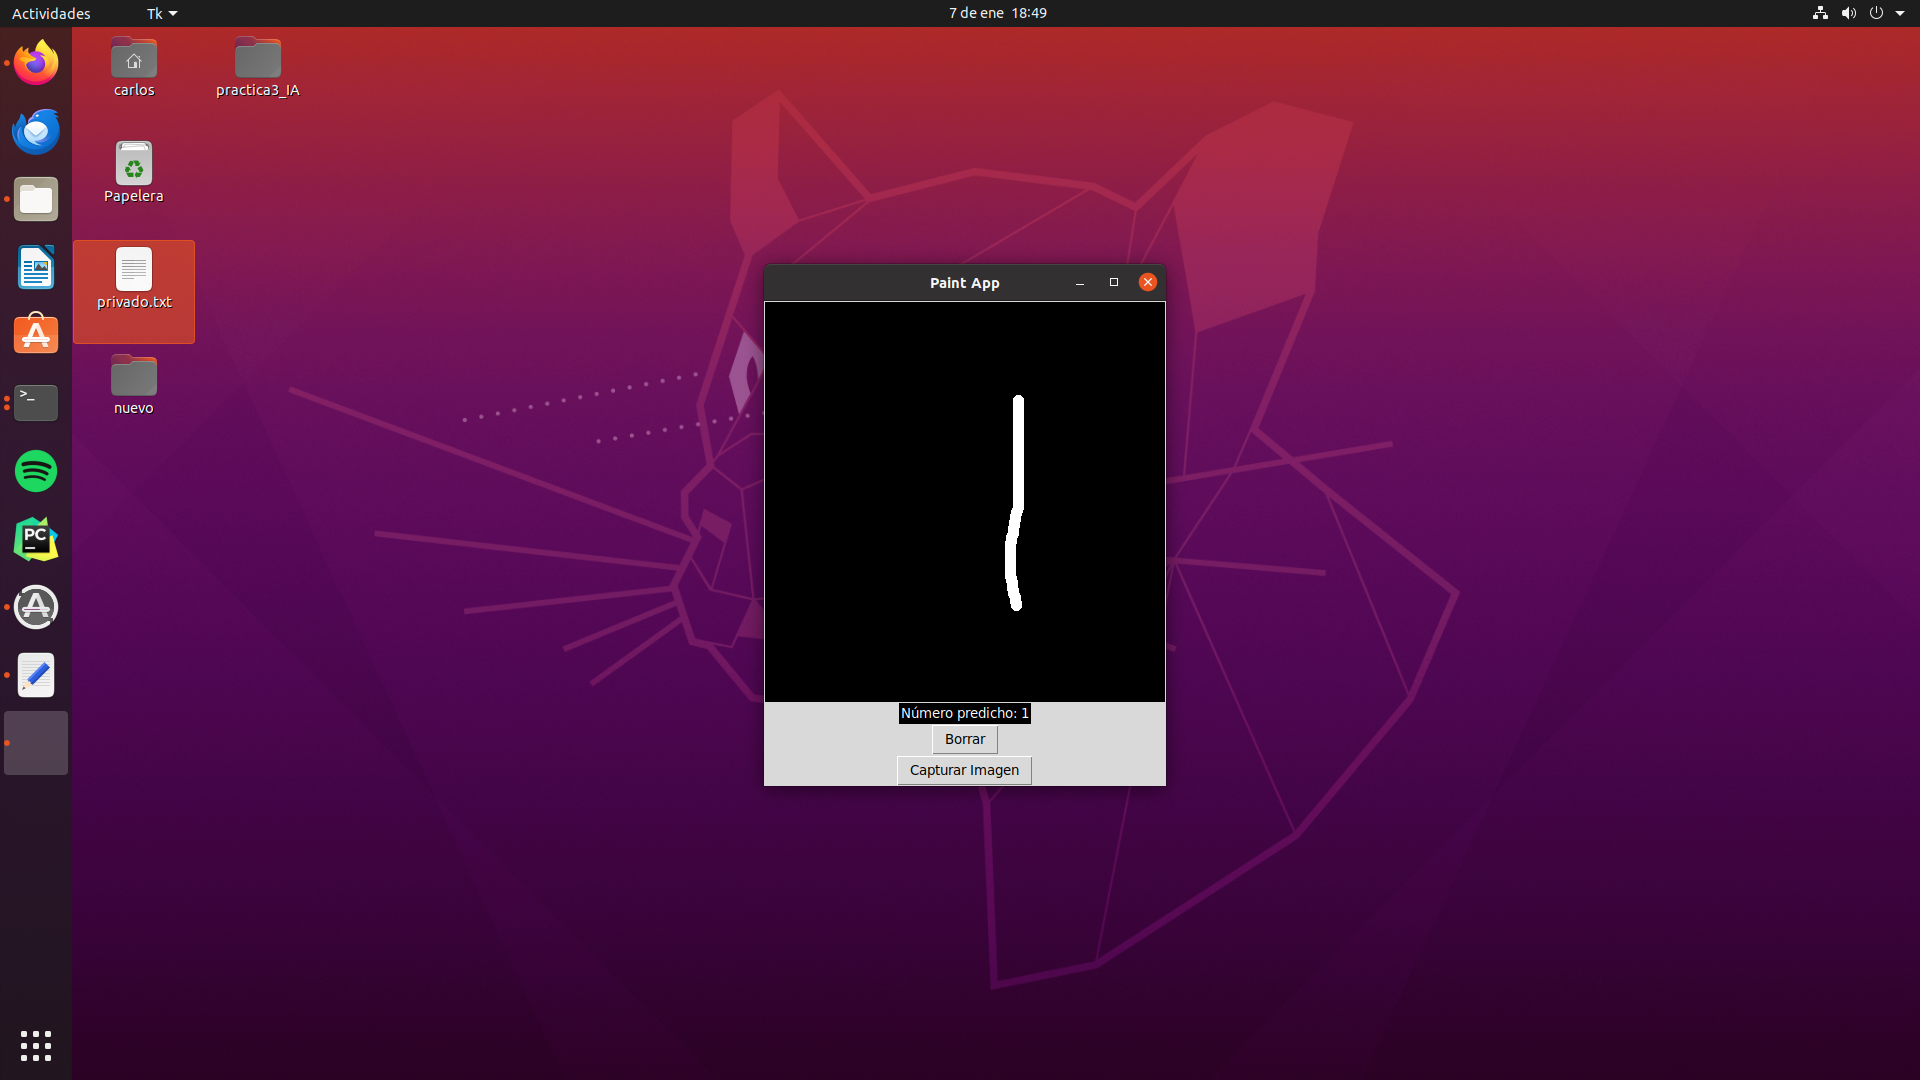 Actividades
Tk
7 de ene 18:49
carlos
practica3_IA
Papelera
privado.txt
nuevo
>_
PC
Paint App
1
Número predicho: 1
Borrar
Capturar Imagen